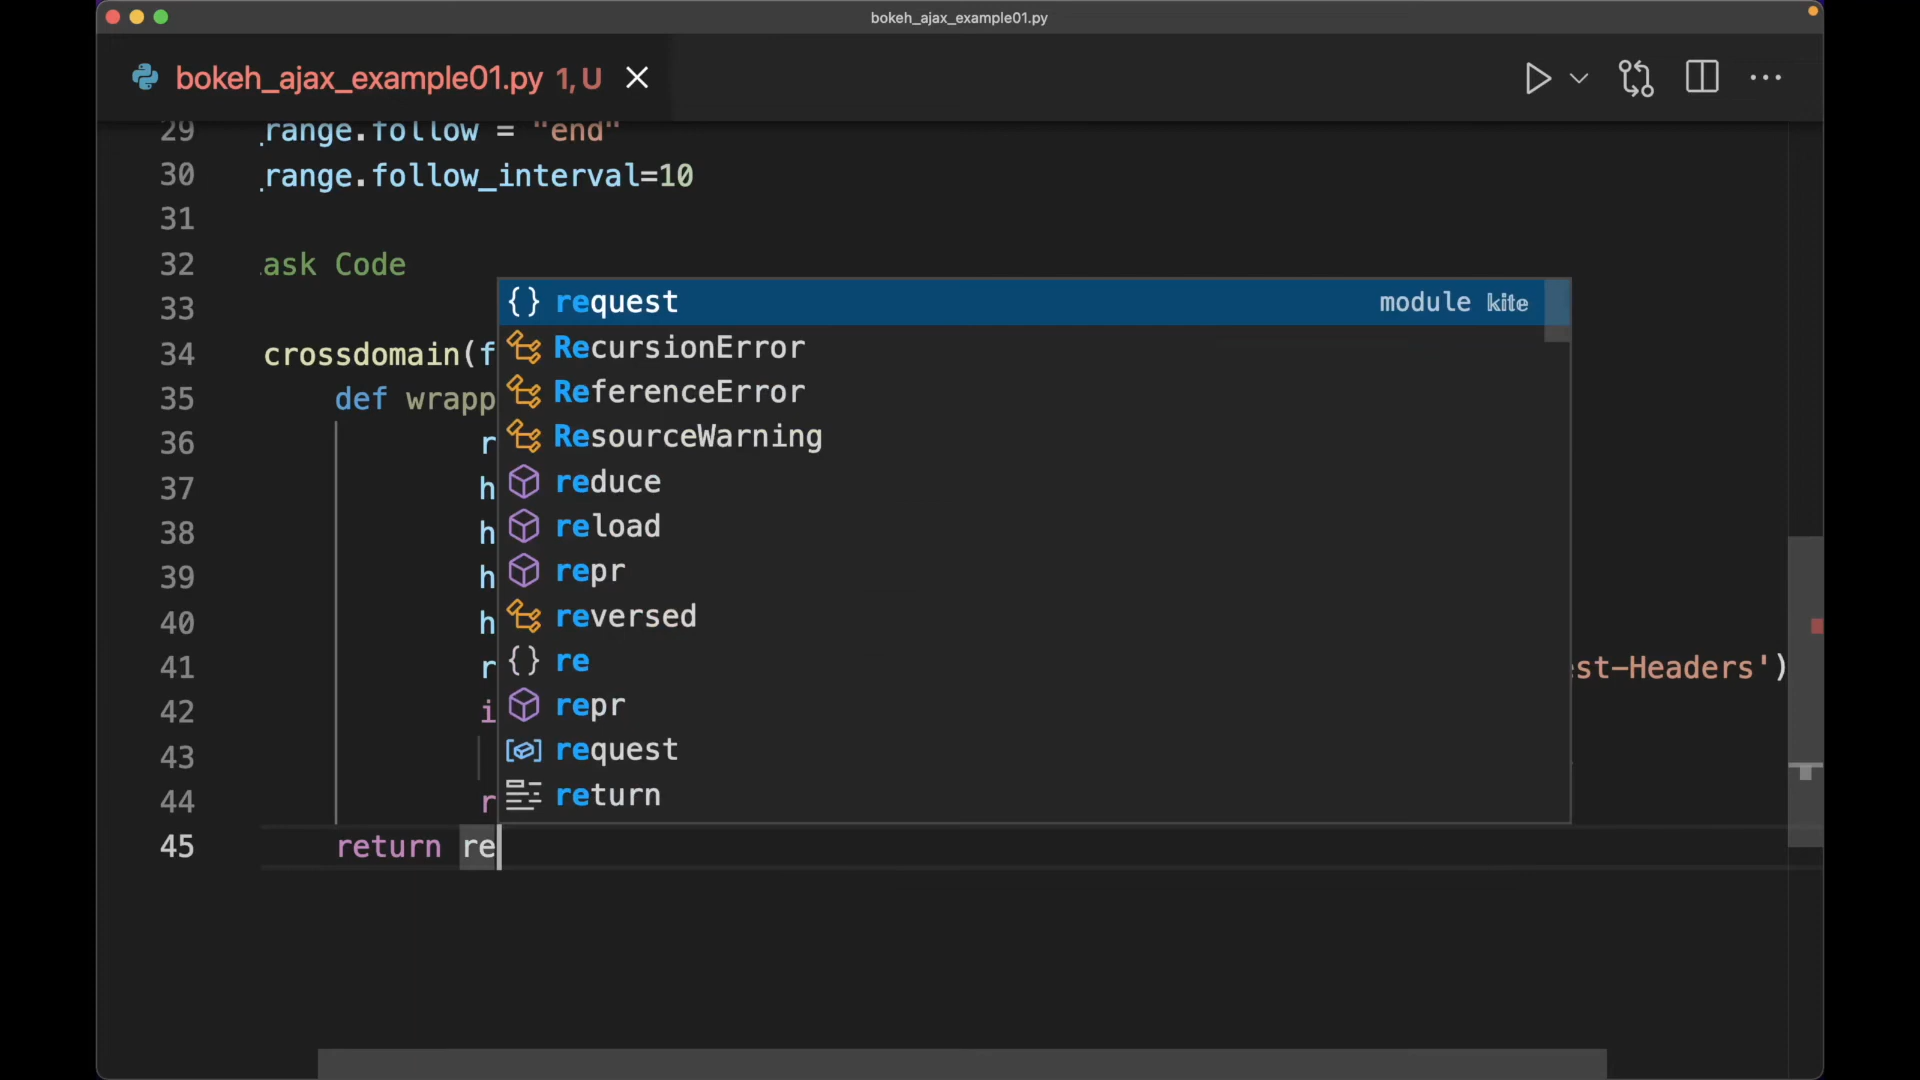 bokeh_ajax_example01.py
bokeh_ajax_example01.py 1, U
29 _range.follow = "end"
30 _range.follow_interval=10
31
32 ask Code
33
34 crossdomain(f
35 def wrapp
36 r
37 h
38 h
39 h
40 h
41 r st-Headers')
42 i
43
44 r
45 return re
request module kite
RecursionError
ReferenceError
ResourceWarning
reduce
reload
repr
reversed
re
repr
request
return